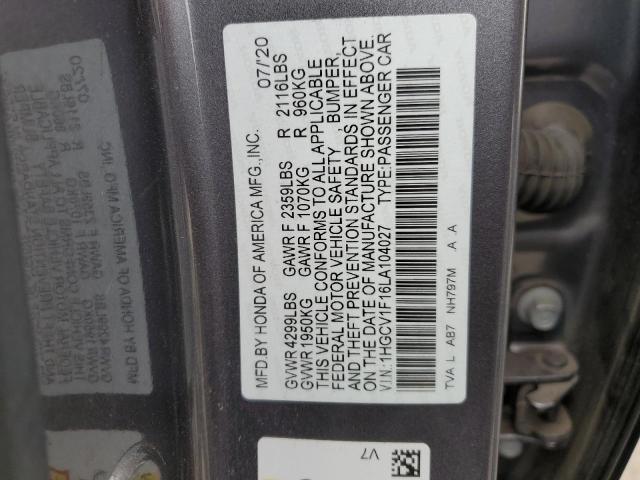 MFD.BY HONDA OF AMERICA MFG.,INC. 07/'20
GVWR 4299LBS GAWR F 2359LBS R 2116LBS
GVWR 1950KG GAWR F 1070KG R 960KG
THIS VEHICLE CONFORMS TO ALL APPLICABLE
FEDERAL MOTOR VEHICLE SAFETY , BUMPER,
AND THEFT PREVENTION STANDARDS IN EFFECT
ON THE DATE OF MANUFACTURE SHOWN ABOVE.
V.I.N.:1HGCV1F16LA104027 TYPE:PASSENGER CAR
TVA L AB7 NH797M A A
V7